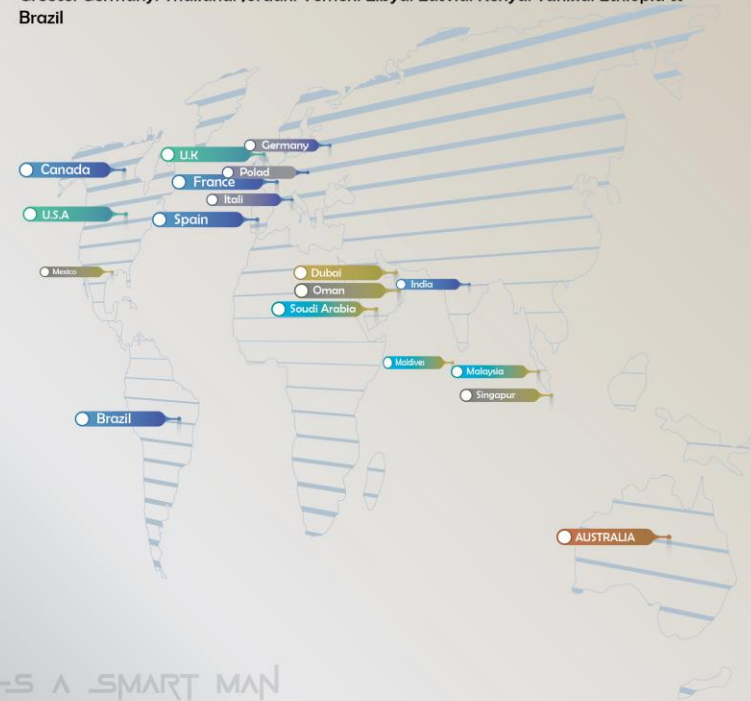 Brazil
Germany
U.K
Canada
Polad
France
Itali
U.S.A
Spain
Mexico
Dubai
India
Oman
Soudi Arabia
Maldives
Malaysia
Singapur
Brazil
AUSTRALIA
A SMART MAN